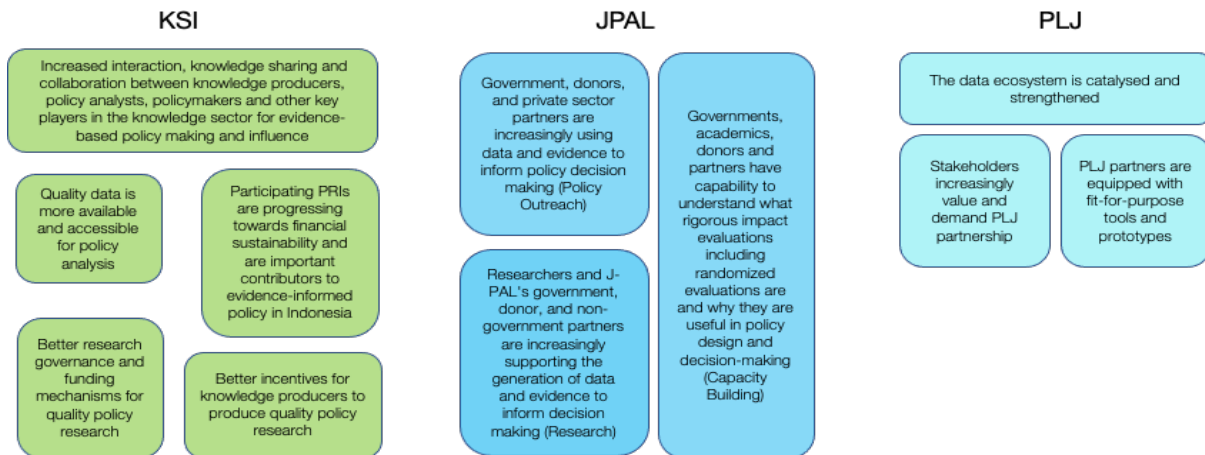 KSI
Increased interaction, knowledge sharing and
collaboration between knowledge producers,
policy analysts, policymakers and other key
players in the knowledge sector for evidence-
based policy making and influence
Quality data is
more available
and accessible
for policy
analysis
Participating PRIs
are progressing
towards financial
sustainability and
are important
contributors to
evidence-informed
policy in Indonesia
Better research
governance and
funding
mechanisms for
quality policy
research
Better incentives for
knowledge producers to
produce quality policy
research
JPAL
Government, donors,
and private sector
partners are
increasingly using
data and evidence to
inform policy decision
making (Policy
Outreach)
Researchers and J-
PAL's government,
donor, and non-
government partners
are increasingly
supporting the
generation of data
and evidence to
inform decision
making (Research)
Governments,
academics,
donors and
partners have
capability to
understand what
rigorous impact
evaluations
including
randomized
evaluations are
and why they are
useful in policy
design and
decision-making
(Capacity
Building)
PLJ
The data ecosystem is catalysed and
strengthened
Stakeholders
increasingly
value and
demand PLJ
partnership
PLJ partners are
equipped with
fit-for-purpose
tools and
prototypes